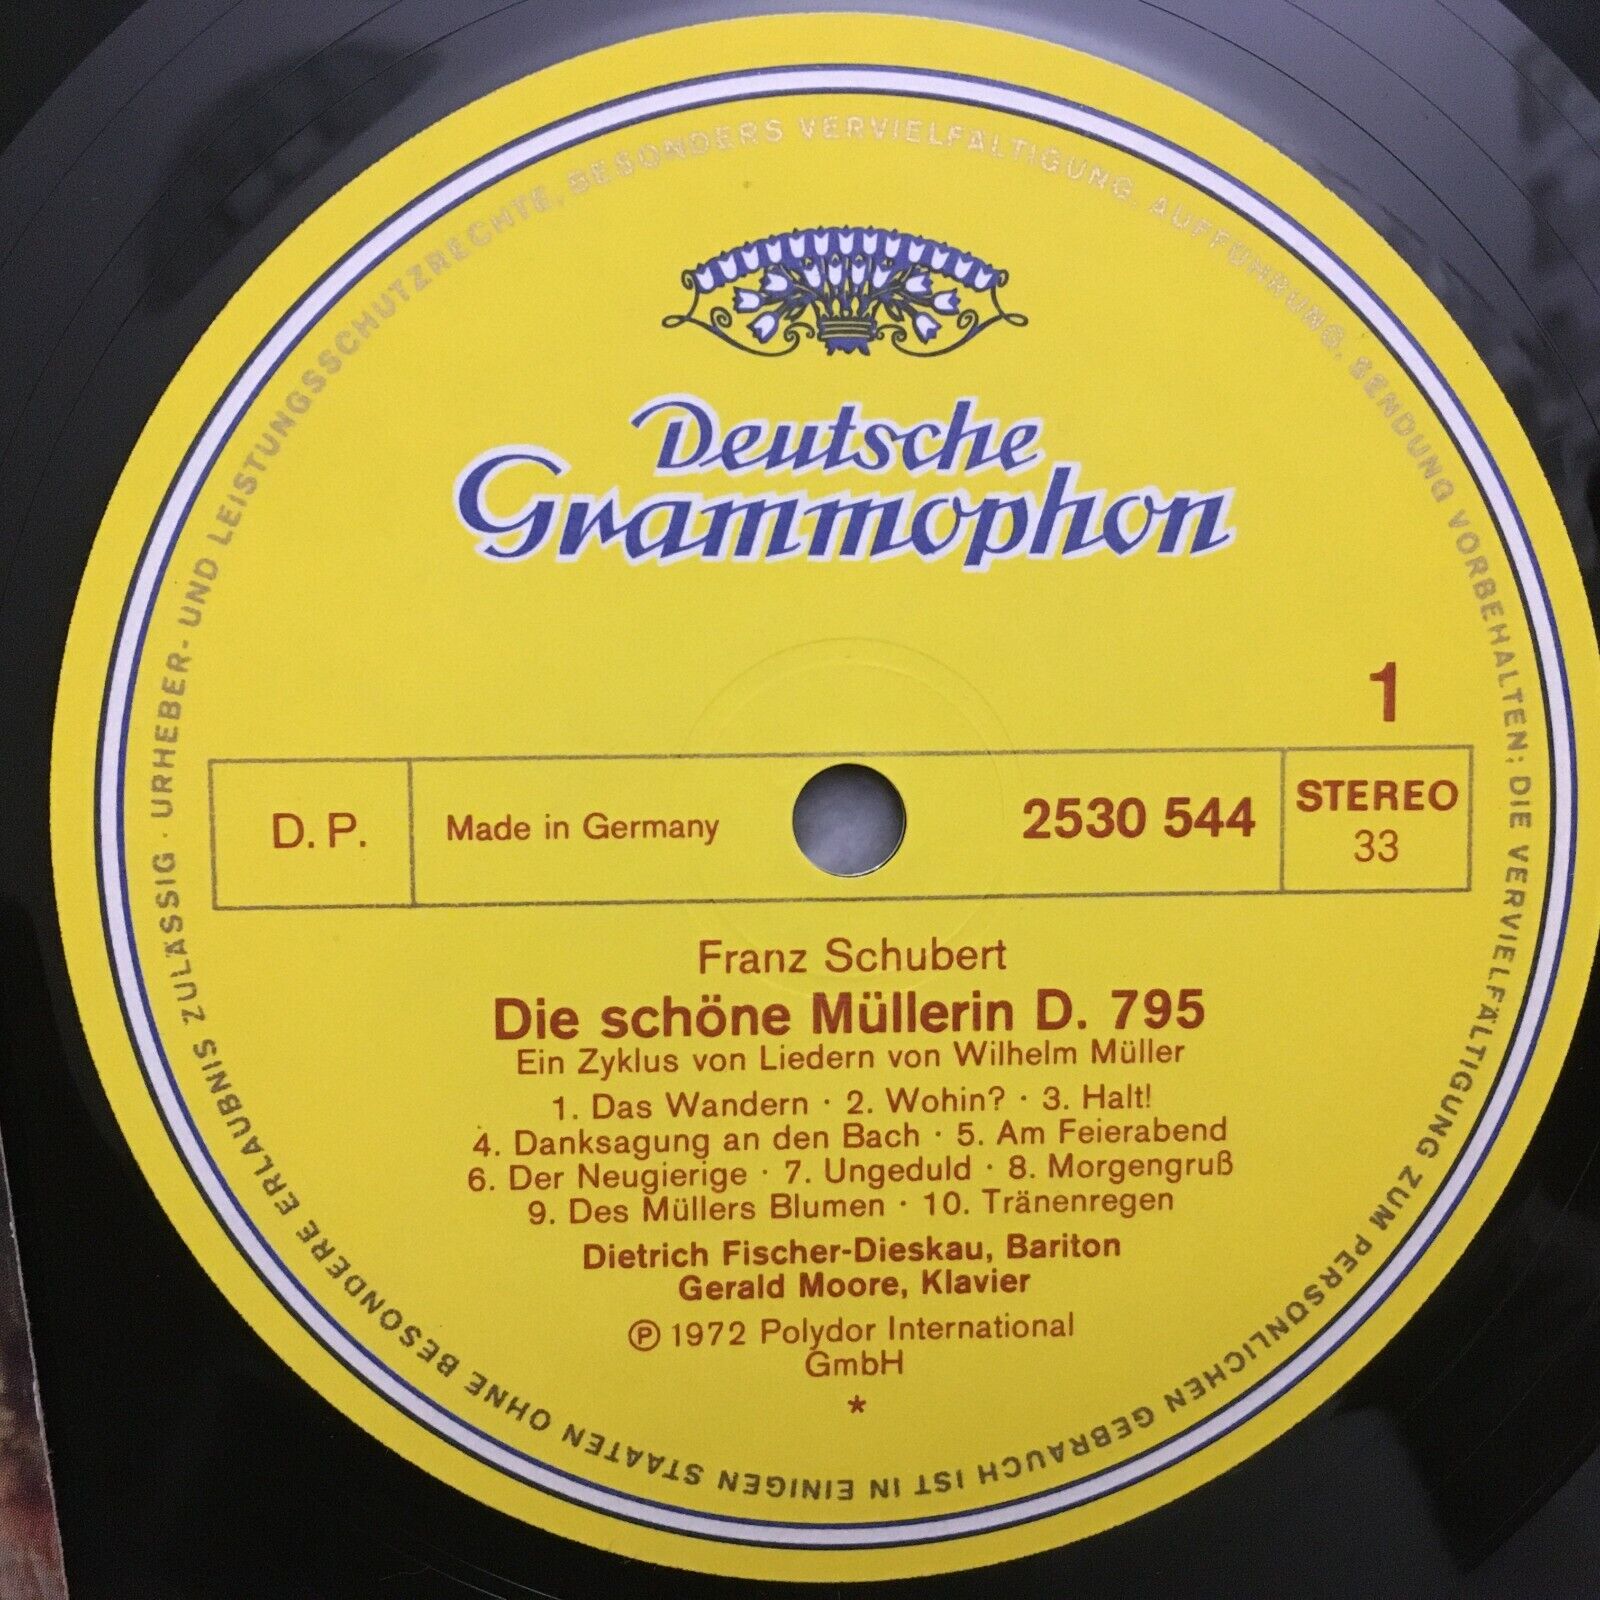 URHEBER- UND LEISTUNGSSCHUTZRECHTE, BESONDERS VERVIELFÄLTIGUNG, AUFFÜHRUNG, SENDUNG VORBEHALTEN; DIE VERVIELFÄLTIGUNG ZUM PERSÖNLICHEN GEBRAUCH IST IN EINIGEN STAATEN OHNE BESONDERE ERLAUBNIS ZULÄSSIG ·
Deutsche
Grammophon
1
D. P.
Made in Germany
2530 544
STEREO
33
Franz Schubert
Die schöne Müllerin D. 795
Ein Zyklus von Liedern von Wilhelm Müller
1. Das Wandern · 2. Wohin? · 3. Halt!
4. Danksagung an den Bach · 5. Am Feierabend
6. Der Neugierige · 7. Ungeduld · 8. Morgengruß
9. Des Müllers Blumen · 10. Tränenregen
Dietrich Fischer-Dieskau, Bariton
Gerald Moore, Klavier
℗ 1972 Polydor International
GmbH
*